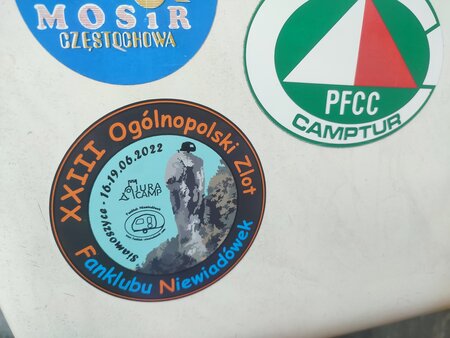 MOSiR
CZĘSTOCHOWA
PFCC
CAMPTUR
XXIII Ogólnopolski Zlot
Fanklubu Niewiadówek
Siamoszyce - 16-19.06.2022
JURA
CAMP